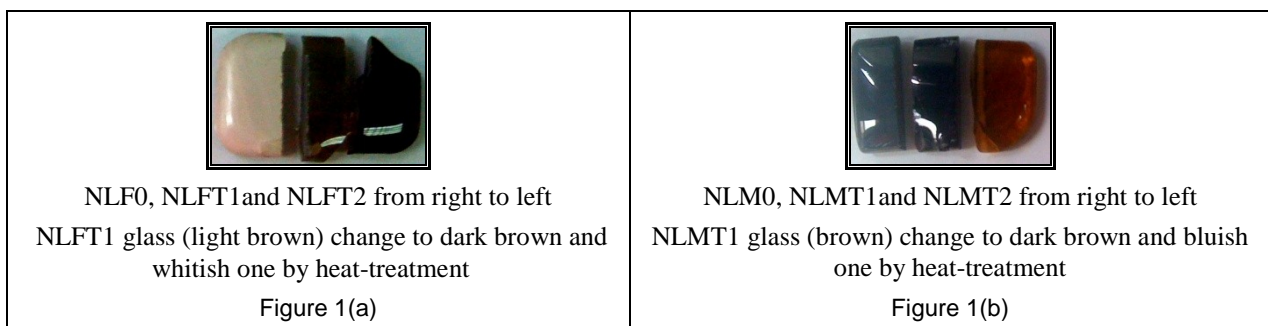 NLF0, NLFT1and NLFT2 from right to left
NLFT1 glass (light brown) change to dark brown and
whitish one by heat-treatment
Figure 1(a)
NLM0, NLMT1and NLMT2 from right to left
NLMT1 glass (brown) change to dark brown and bluish
one by heat-treatment
Figure 1(b)